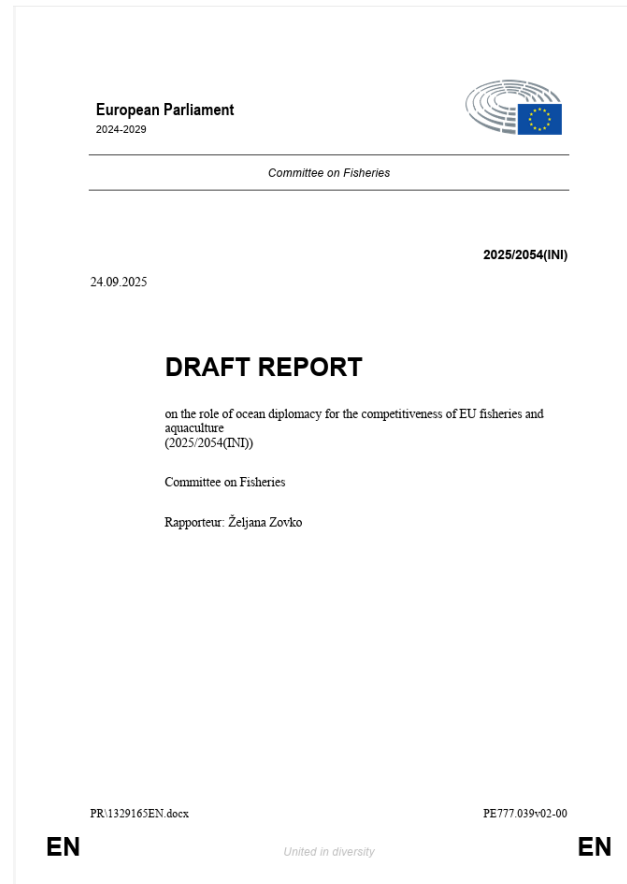 European Parliament
2024-2029
Committee on Fisheries
2025/2054(INI)
24.09.2025
DRAFT REPORT
on the role of ocean diplomacy for the competitiveness of EU fisheries and
aquaculture
(2025/2054(INI))
Committee on Fisheries
Rapporteur: Željana Zovko
PR\1329165EN.docx
PE777.039v02-00
EN
United in diversity
EN